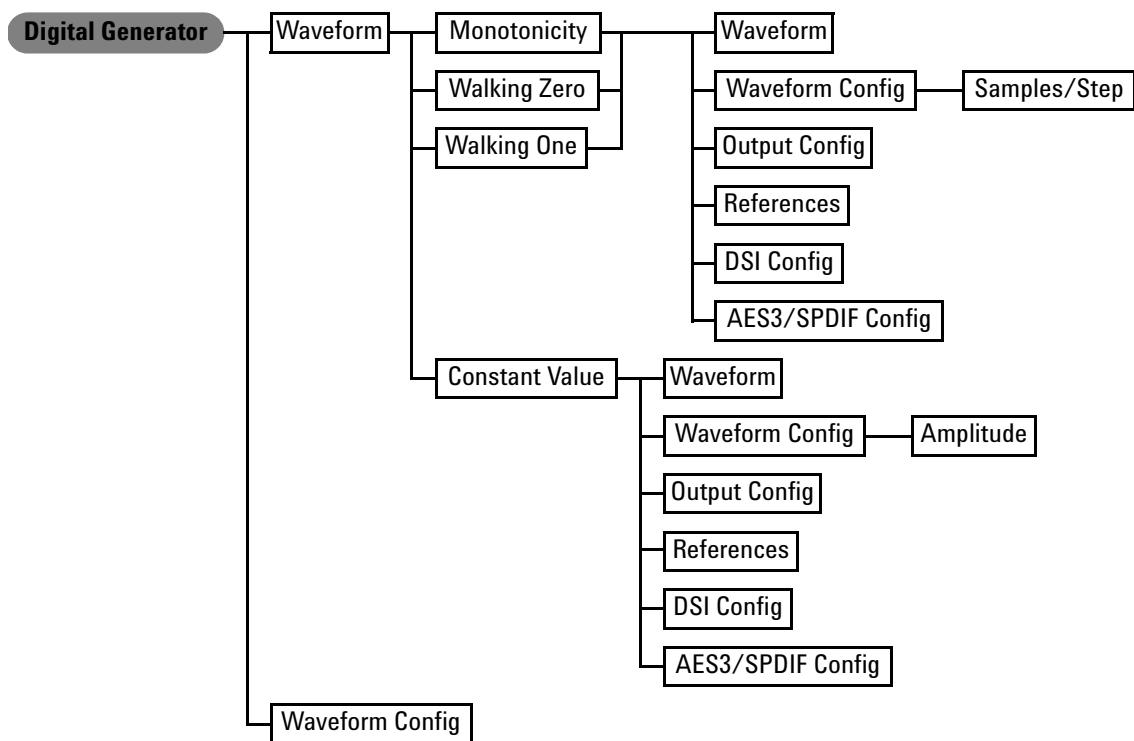 Digital Generator
Waveform
Monotonicity
Waveform
Walking Zero
Waveform Config
Samples/Step
Walking One
Output Config
References
DSI Config
AES3/SPDIF Config
Constant Value
Waveform
Waveform Config
Amplitude
Output Config
References
DSI Config
AES3/SPDIF Config
Waveform Config